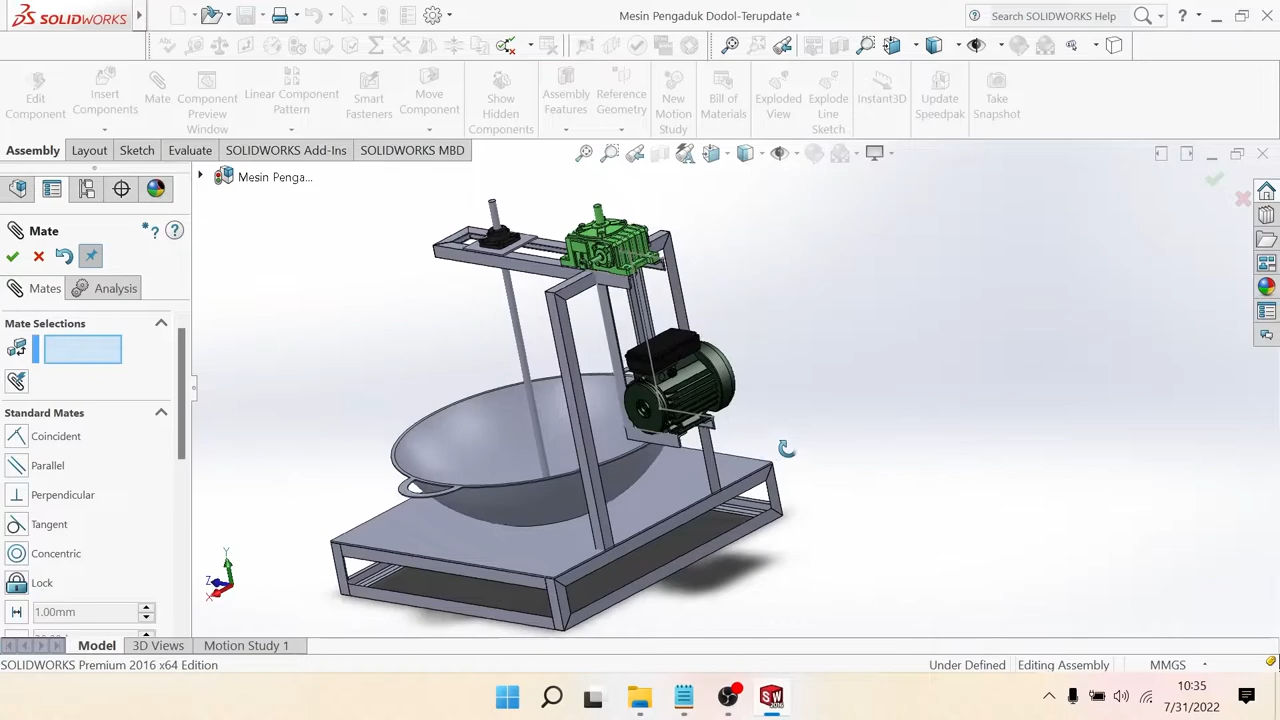 SOLIDWORKS
Mesin Pengaduk Dodol-Terupdate *
Search SOLIDWORKS Help
?
Edit Component
Insert Components
Mate
Component Preview Window
Linear Component Pattern
Smart Fasteners
Move Component
Show Hidden Components
Assembly Features
Reference Geometry
New Motion Study
Bill of Materials
Exploded View
Explode Line Sketch
Instant3D
Update Speedpak
Take Snapshot
Assembly
Layout
Sketch
Evaluate
SOLIDWORKS Add-Ins
SOLIDWORKS MBD
Mesin Penga...
Mate
Mates
Analysis
Mate Selections
Standard Mates
Coincident
Parallel
Perpendicular
Tangent
Concentric
Lock
1.00mm
Y
Z
X
Model
3D Views
Motion Study 1
SOLIDWORKS Premium 2016 x64 Edition
Under Defined
Editing Assembly
MMGS
SW
2016
10:35
7/31/2022